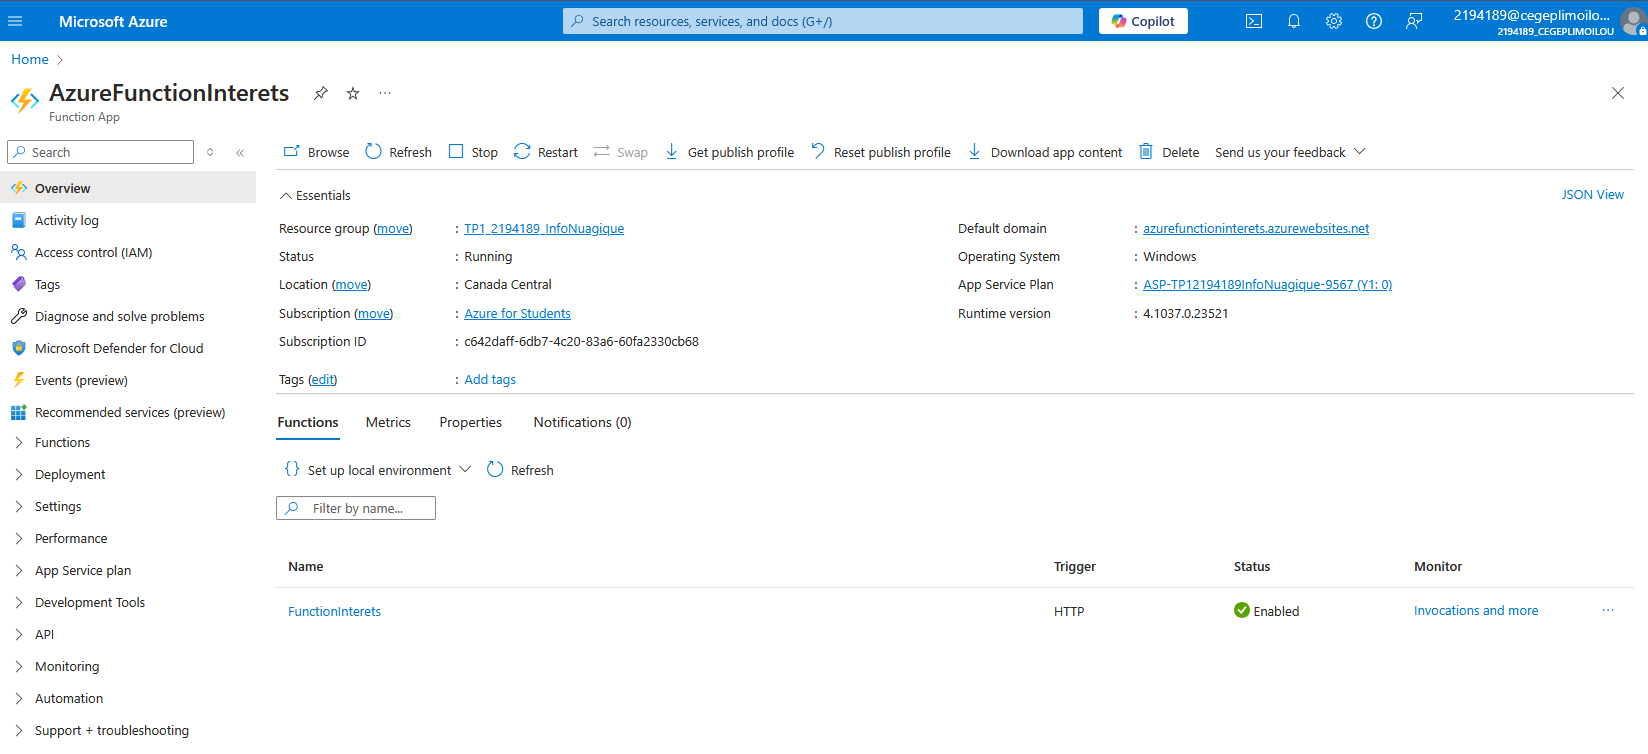 Microsoft Azure
Search resources, services, and docs (G+/)
Copilot
2194189@cegeplimoilou...
2194189_CEGEPLIMOILOU
Home
AzureFunctionInterets
Function App
Search
Overview
Activity log
Access control (IAM)
Tags
Diagnose and solve problems
Microsoft Defender for Cloud
Events (preview)
Recommended services (preview)
Functions
Deployment
Settings
Performance
App Service plan
Development Tools
API
Monitoring
Automation
Support + troubleshooting
Browse Refresh Stop Restart Swap Get publish profile Reset publish profile Download app content Delete Send us your feedback
Essentials
JSON View
Resource group (move) : TP1_2194189_InfoNuagique
Status : Running
Location (move) : Canada Central
Subscription (move) : Azure for Students
Subscription ID : c642daff-6db7-4c20-83a6-60fa2330cb68
Tags (edit) : Add tags
Default domain : azurefunctioninterets.azurewebsites.net
Operating System : Windows
App Service Plan : ASP-TP12194189InfoNuagique-9567 (Y1: 0)
Runtime version : 4.1037.0.23521
Functions Metrics Properties Notifications (0)
Set up local environment Refresh
Filter by name...
Name Trigger Status Monitor
FunctionInterets HTTP Enabled Invocations and more